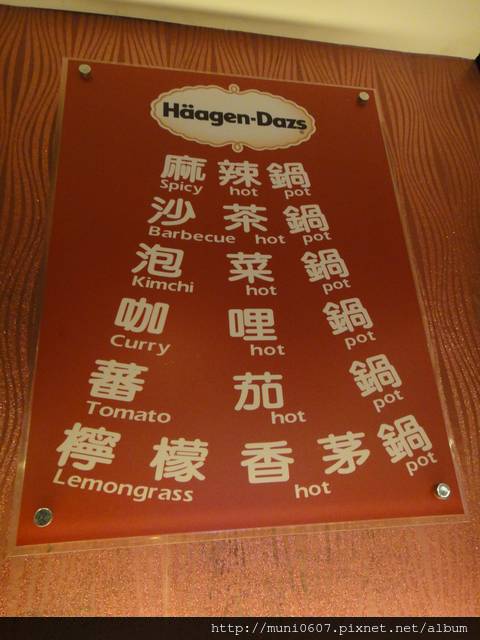 Häagen-Dazs
麻辣鍋
Spicy hot pot
沙茶鍋
Barbecue hot pot
泡菜鍋
Kimchi hot pot
咖哩鍋
Curry hot pot
蕃茄鍋
Tomato hot pot
檸檬香茅鍋
Lemongrass hot pot
http://muni0607.pixnet.net/album